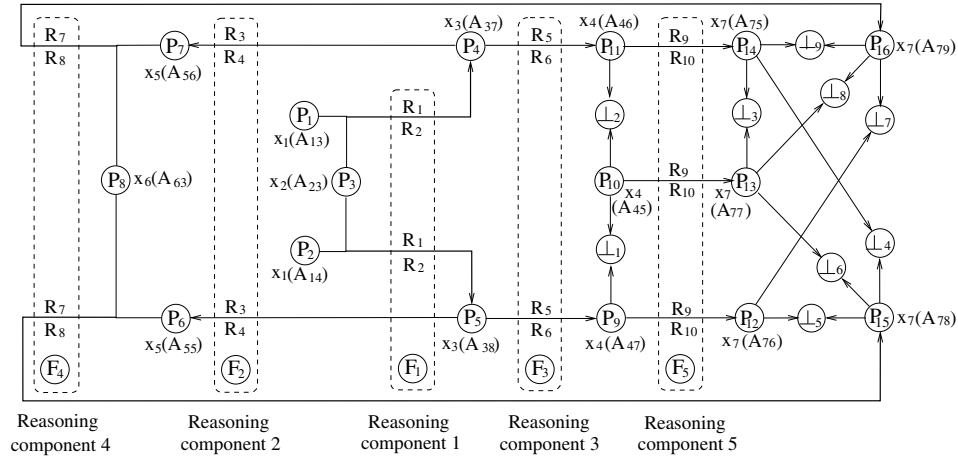 x3(A37) x4(A46) x7(A75)
R7 P7 R3 P4 R5 P11 R9 P14 ⊥9 P16 x7(A79)
R8 x5(A56) R4 R6 R10 ⊥8
P1 R1 ⊥2 ⊥3 ⊥7
x1(A13) R2
P8 x6(A63) x2(A23) P3 P10 R9 P13
x4 R10 x7
(A45) (A77)
P2 R1 ⊥1 ⊥4
x1(A14) R2 ⊥6
R7 P6 R3 P5 R5 P9 R9 P12 ⊥5 P15 x7(A78)
R8 x5(A55) R4 x3(A38) R6 x4(A47) R10 x7(A76)
F4 F2 F1 F3 F5
Reasoning component 4
Reasoning component 2
Reasoning component 1
Reasoning component 3
Reasoning component 5